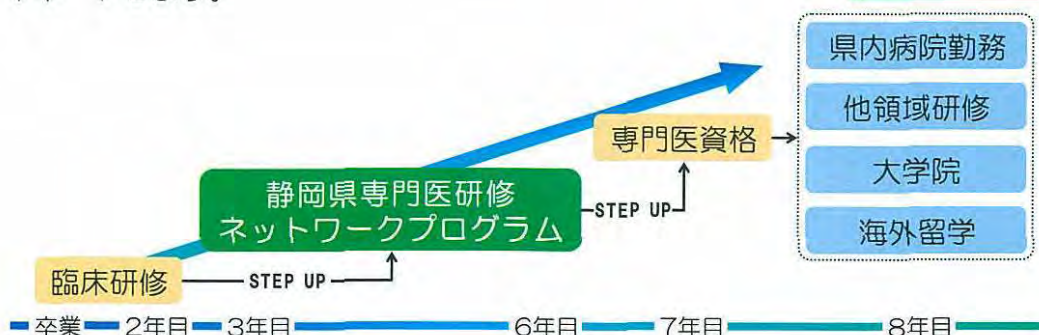 県内病院勤務
他領域研修
専門医資格
大学院
静岡県専門医研修
ネットワークプログラム
STEP UP
海外留学
臨床研修
STEP UP
卒業 2年目 3年目 6年目 7年目 8年目